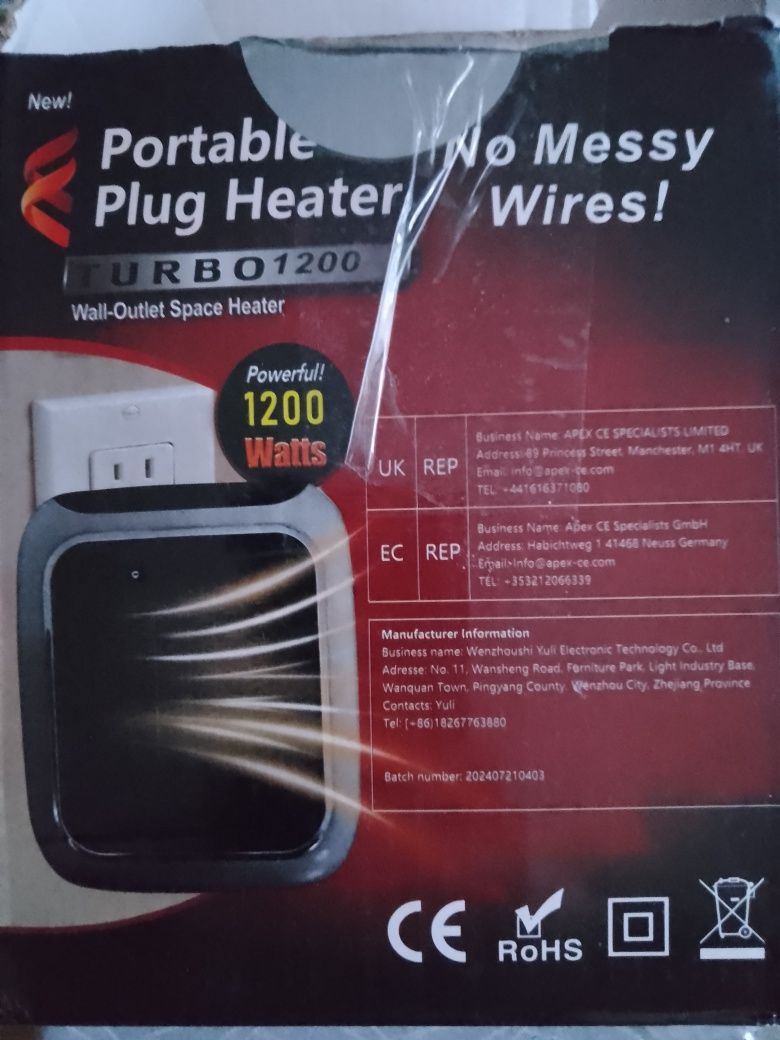 New!
Portable
Plug Heater
No Messy
Wires!
TURBO1200
Wall-Outlet Space Heater
Powerful!
1200
Watts
UK REP
Business Name: APEX CE SPECIALISTS LIMITED
Address: 89 Princess Street, Manchester, M1 4HT, UK
Email: info@apex-ce.com
TEL: +441616371080
EC REP
Business Name: Apex CE Specialists GmbH
Address: Habichtweg 1 41468 Neuss Germany
Email:Info@apex-ce.com
TEL: +353212066339
Manufacturer Information
Business name: Wenzhoushi Yuli Electronic Technology Co., Ltd
Adresse: No. 11, Wansheng Road, Furniture Park, Light Industry Base,
Wanquan Town, Pingyang County, Wenzhou City, Zhejiang Province
Contacts: Yuli
Tel: (+86)18267763880
Batch number: 202407210403
CE
RoHS